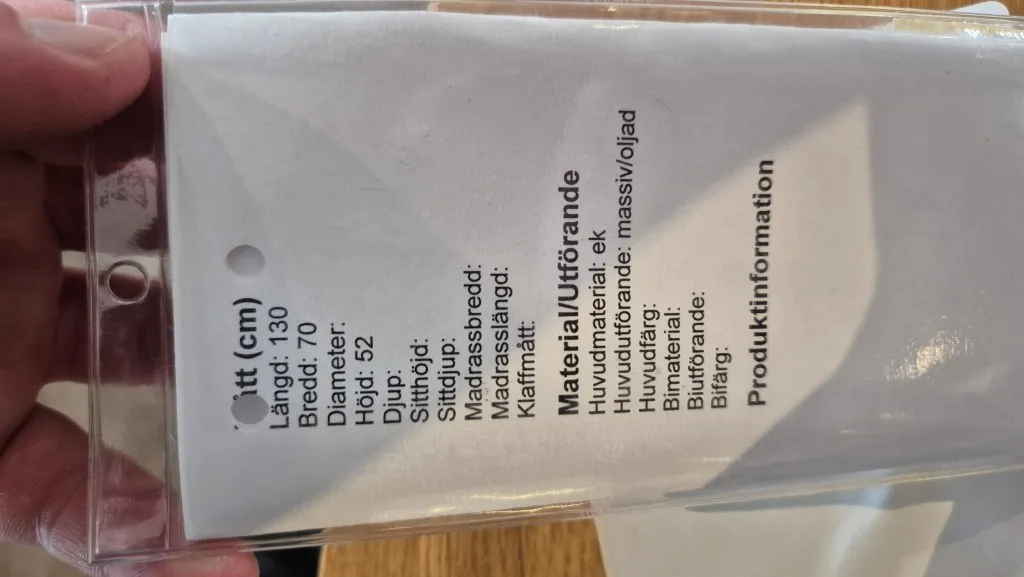 ått (cm)
Längd: 130
Bredd: 70
Diameter:
Höjd: 52
Djup:
Sitthöjd:
Sittdjup:
Madrassbredd:
Madrasslängd:
Klaffmått:
Material/Utförande
Huvudmaterial: ek
Huvudutförande: massiv/oljad
Huvudfärg:
Bimaterial:
Biutförande:
Bifärg:
Produktinformation